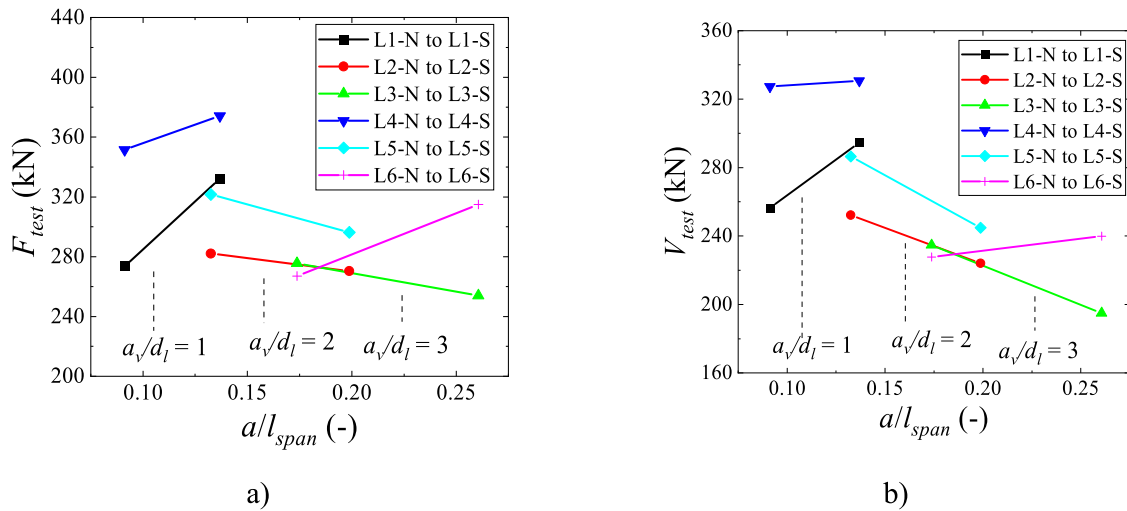 440
400
360
320
280
240
200
F_test (kN)
L1-N to L1-S
L2-N to L2-S
L3-N to L3-S
L4-N to L4-S
L5-N to L5-S
L6-N to L6-S
a_v/d_l = 1
a_v/d_l = 2
a_v/d_l = 3
0.10 0.15 0.20 0.25
a/l_span (-)
a)
360
320
280
240
200
160
V_test (kN)
L1-N to L1-S
L2-N to L2-S
L3-N to L3-S
L4-N to L4-S
L5-N to L5-S
L6-N to L6-S
a_v/d_l = 1
a_v/d_l = 2
a_v/d_l = 3
0.10 0.15 0.20 0.25
a/l_span (-)
b)